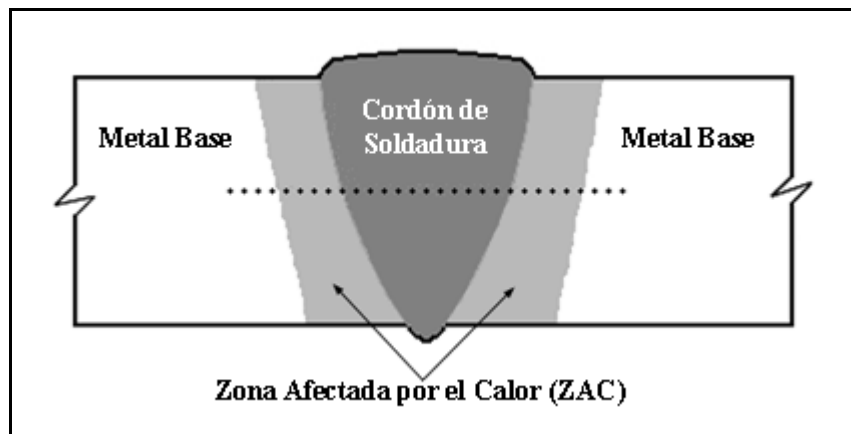 Metal Base
Cordón de
Soldadura
Metal Base
Zona Afectada por el Calor (ZAC)